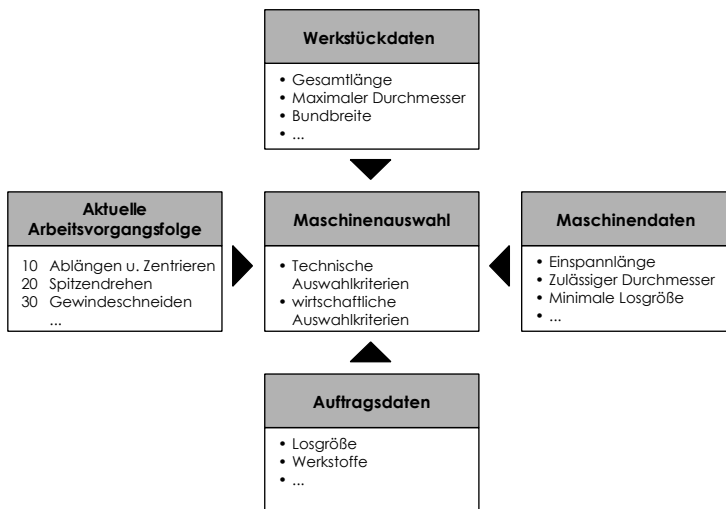 Werkstückdaten
• Gesamtlänge
• Maximaler Durchmesser
• Bundbreite
• ...
Aktuelle
Arbeitsvorgangsfolge
10 Ablängen u. Zentrieren
20 Spitzendrehen
30 Gewindeschneiden
...
Maschinenauswahl
• Technische
Auswahlkriterien
• wirtschaftliche
Auswahlkriterien
Maschinendaten
• Einspannlänge
• Zulässiger Durchmesser
• Minimale Losgröße
• ...
Auftragsdaten
• Losgröße
• Werkstoffe
• ...